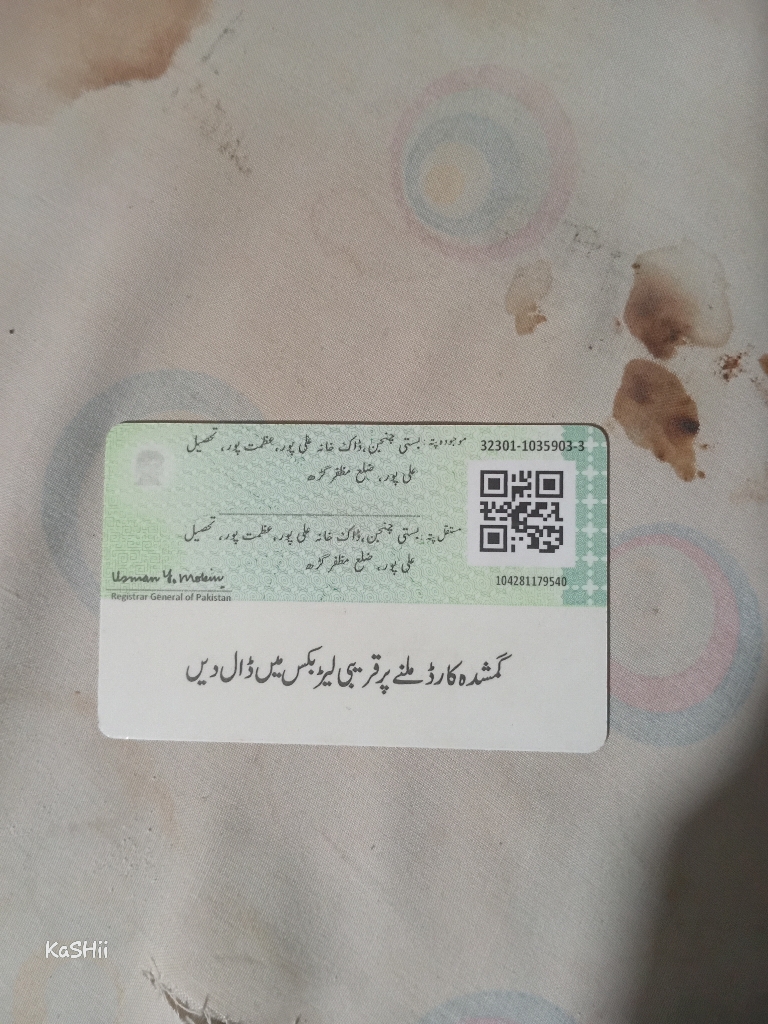 32301-1035903-3
موجودہ پتہ: بستی ،ڈاک خانہ علی پور، عظمت پور، تحصیل
علی پور، ضلع مظفر گڑھ
مستقل پتہ: بستی ،ڈاک خانہ علی پور، عظمت پور، تحصیل
علی پور، ضلع مظفر گڑھ
104281179540
Usman Y. Mobin
Registrar General of Pakistan
گمشدہ کارڈ ملنے پر قریبی لیٹر بکس میں ڈال دیں
KaSHii